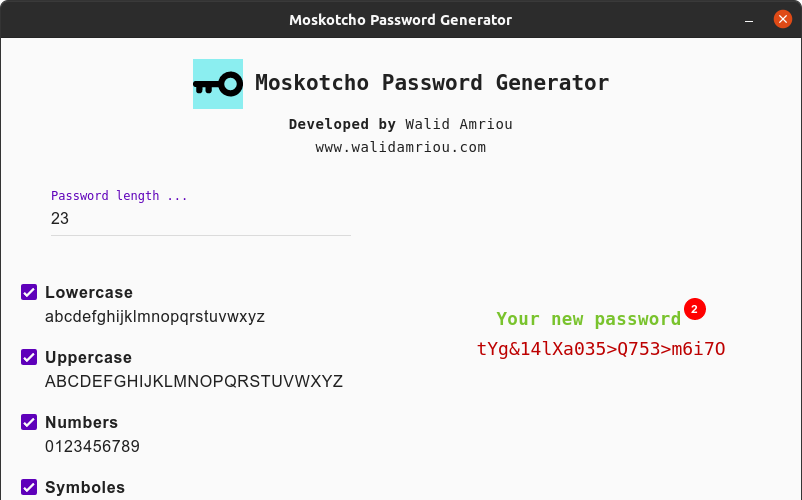 Moskotcho Password Generator
Moskotcho Password Generator
Developed by Walid Amriou
www.walidamriou.com
Password length ...
23
Lowercase
abcdefghijklmnopqrstuvwxyz
Your new password 2
tYg&14lXa035>Q753>m6i7O
Uppercase
ABCDEFGHIJKLMNOPQRSTUVWXYZ
Numbers
0123456789
Symboles